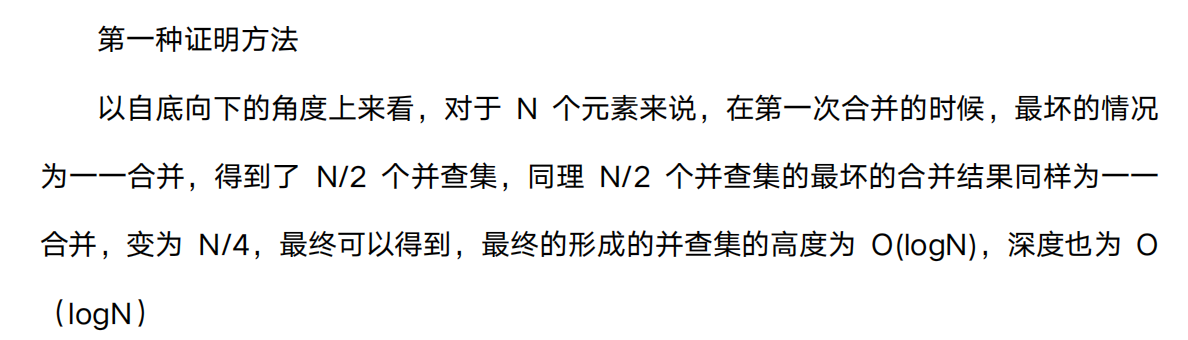 第一种证明方法
以自底向下的角度上来看，对于 N 个元素来说，在第一次合并的时候，最坏的情况
为一一合并，得到了 N/2 个并查集，同理 N/2 个并查集的最坏的合并结果同样为一一
合并，变为 N/4，最终可以得到，最终的形成的并查集的高度为 O(logN)，深度也为 O
（logN）